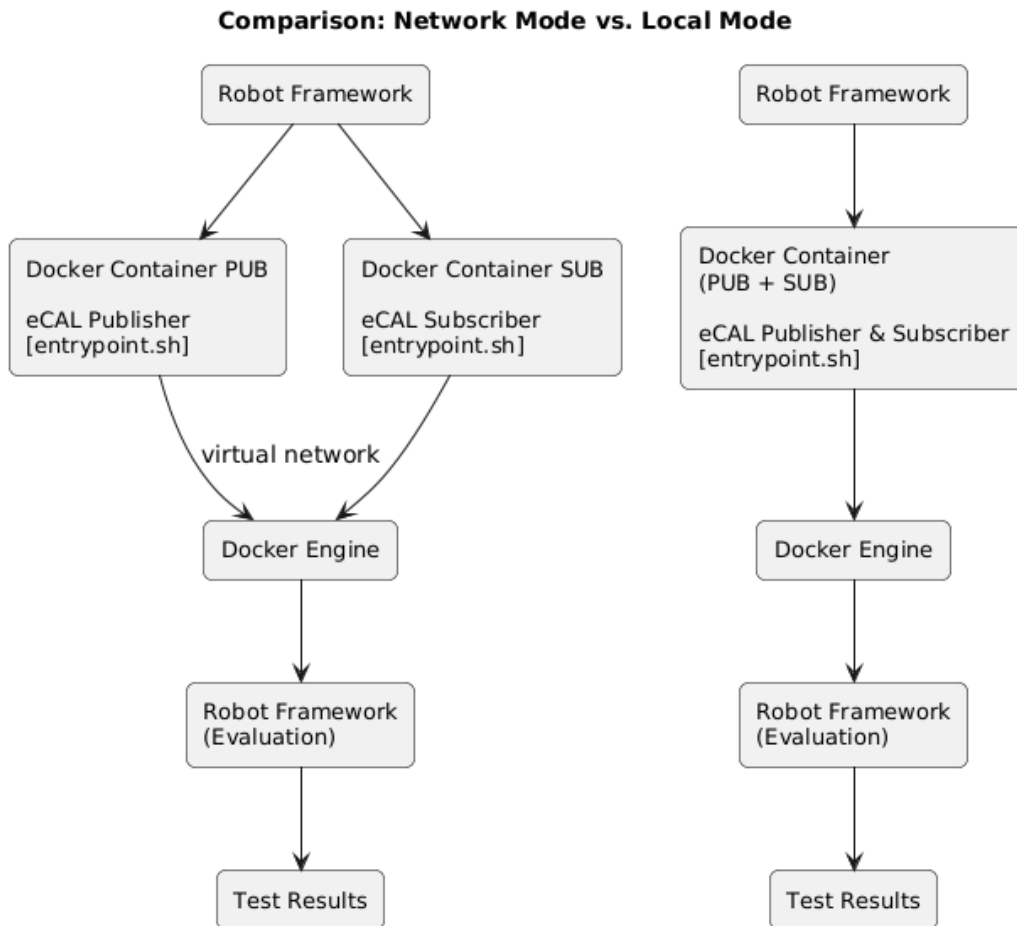 Comparison: Network Mode vs. Local Mode
Robot Framework
Docker Container PUB
eCAL Publisher
[entrypoint.sh]
Docker Container SUB
eCAL Subscriber
[entrypoint.sh]
virtual network
Docker Engine
Robot Framework
(Evaluation)
Test Results
Robot Framework
Docker Container
(PUB + SUB)
eCAL Publisher & Subscriber
[entrypoint.sh]
Docker Engine
Robot Framework
(Evaluation)
Test Results